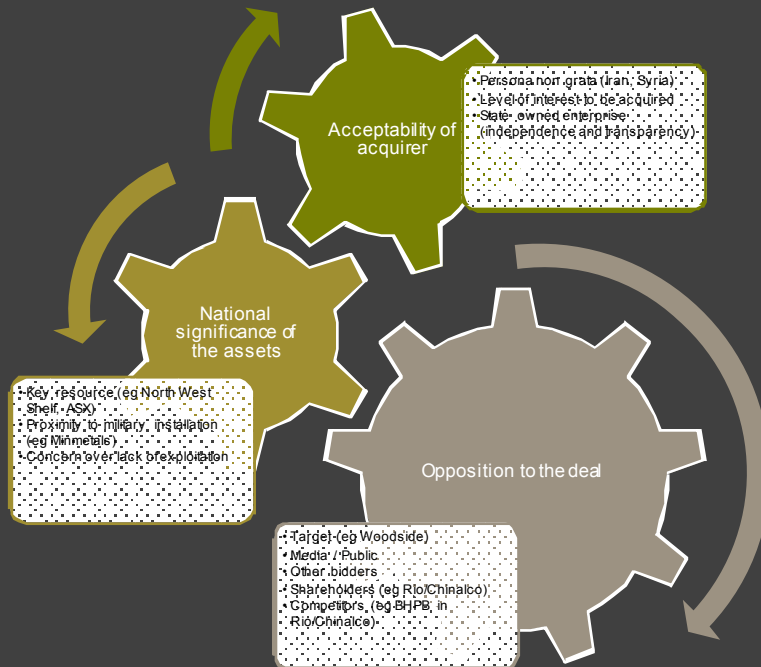 Acceptability of
acquirer
• Persona non grata (Iran, Syria)
• Level of interest to be acquired
• State owned enterprise
(independence and transparency)
National
significance of
the assets
• Key resource (eg North West
Shelf, ASX)
• Proximity to military installation
(eg Minmetals)
• Concern over lack of exploitation
Opposition to the deal
• Target (eg Woodside)
• Media / Public
• Other bidders
• Shareholders (eg Rio/Chinalco)
• Competitors (eg BHPB in
Rio/Chinalco)